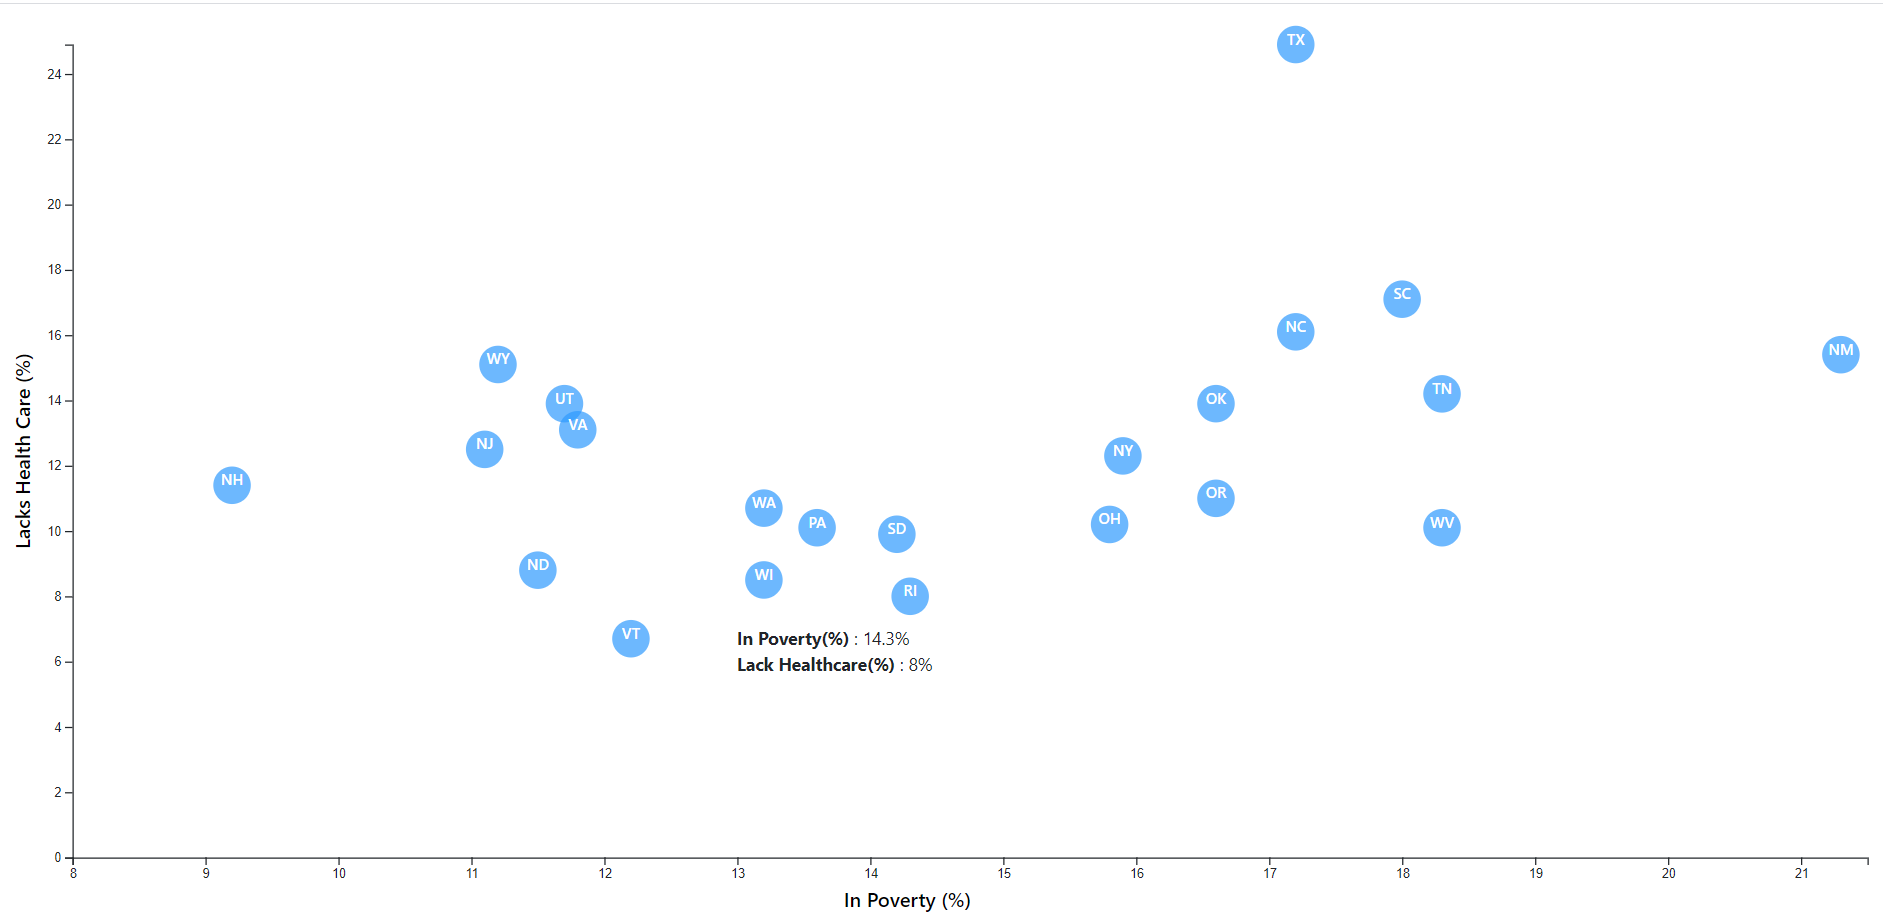 TX
24
22
20
18
SC
NC
16
WY
NM
TN
UT
OK
14
VA
NJ
NY
12
NH
OR
WA
PA
OH
WV
SD
10
ND
WI
RI
8
VT
In Poverty(%) : 14.3%
6
Lack Healthcare(%) : 8%
4
2
0
Lacks Health Care (%)
8 9 10 11 12 13 14 15 16 17 18 19 20 21
In Poverty (%)